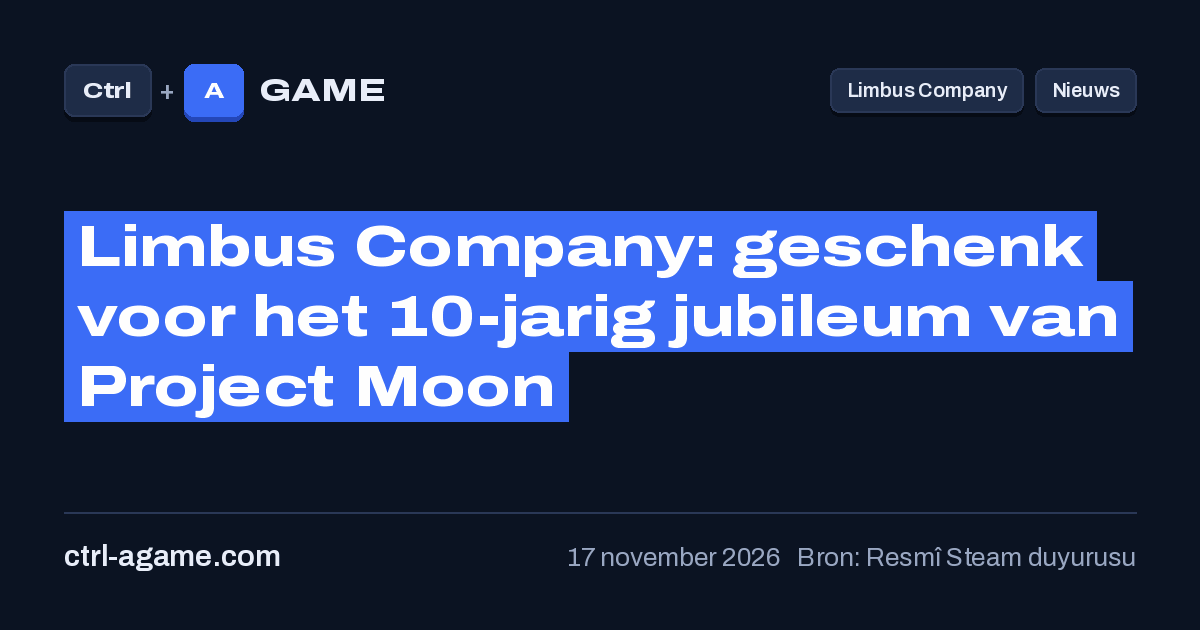 Ctrl + A GAME
Limbus Company Nieuws
Limbus Company: geschenk
voor het 10-jarig jubileum van
Project Moon
ctrl-agame.com
17 november 2026 Bron: Resmî Steam duyurusu